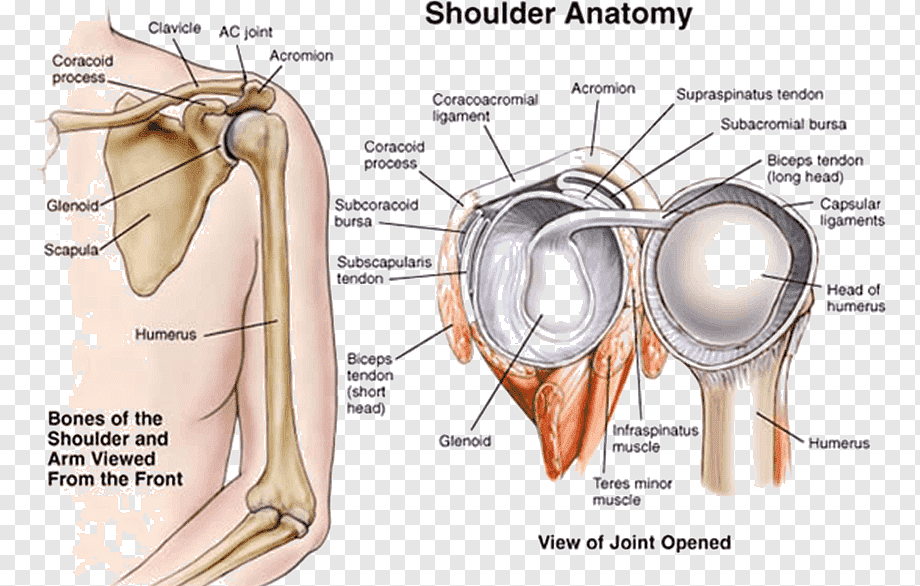 Shoulder Anatomy
Clavicle
AC joint
Acromion
Coracoid
process
Glenoid
Scapula
Humerus
Bones of the
Shoulder and
Arm Viewed
From the Front
Coracoacromial
ligament
Acromion
Supraspinatus tendon
Subacromial bursa
Coracoid
process
Biceps tendon
(long head)
Subcoracoid
bursa
Capsular
ligaments
Subscapularis
tendon
Head of
humerus
Biceps
tendon
(short
head)
Glenoid
Infraspinatus
muscle
Humerus
Teres minor
muscle
View of Joint Opened